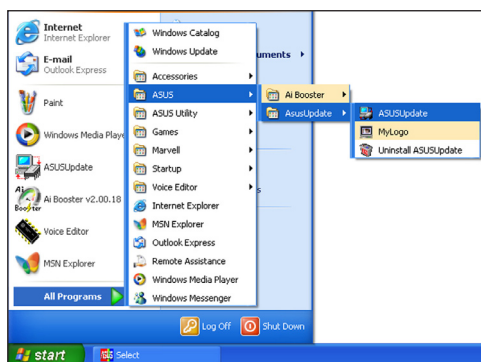 Internet
Internet Explorer
E-mail
Outlook Express
Paint
Windows Media Playe
ASUSUpdate
Ai Booster v2.00.18
Voice Editor
MSN Explorer
All Programs
Windows Catalog
Windows Update
Accessories
ASUS
ASUS Utility
Games
Marvell
Startup
Voice Editor
Internet Explorer
MSN Explorer
Outlook Express
Remote Assistance
Windows Media Player
Windows Messenger
uments
s
Ai Booster
AsusUpdate
ASUSUpdate
MyLogo
Uninstall ASUSUpdate
Log Off
Shut Down
start
Select